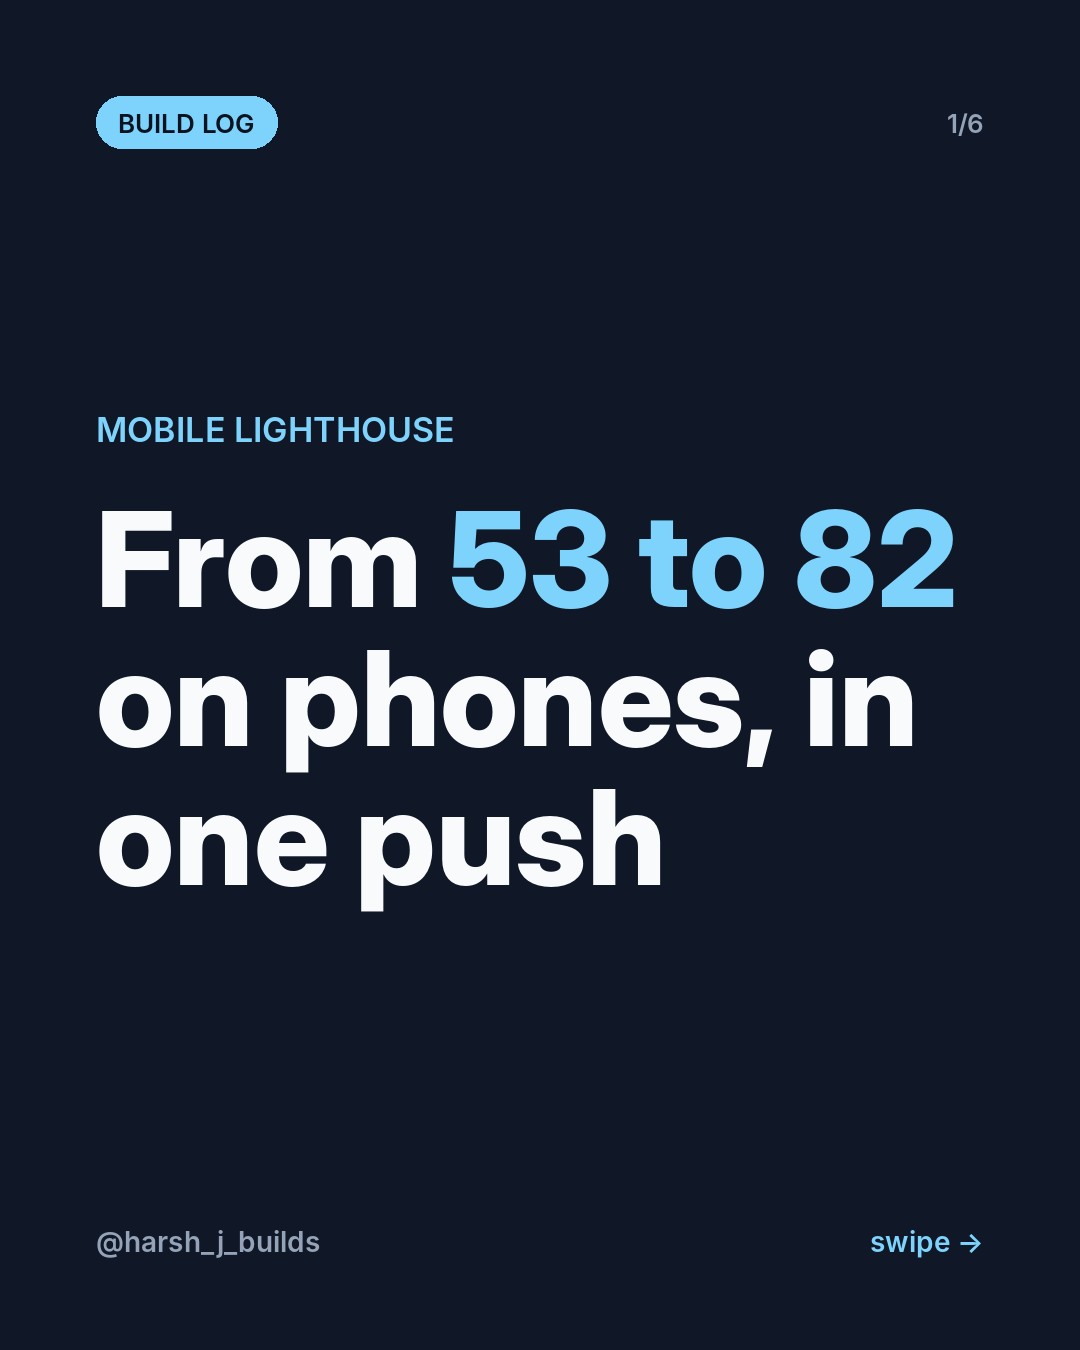 BUILD LOG
1/6
MOBILE LIGHTHOUSE
From 53 to 82
on phones, in
one push
@harsh_j_builds
swipe →